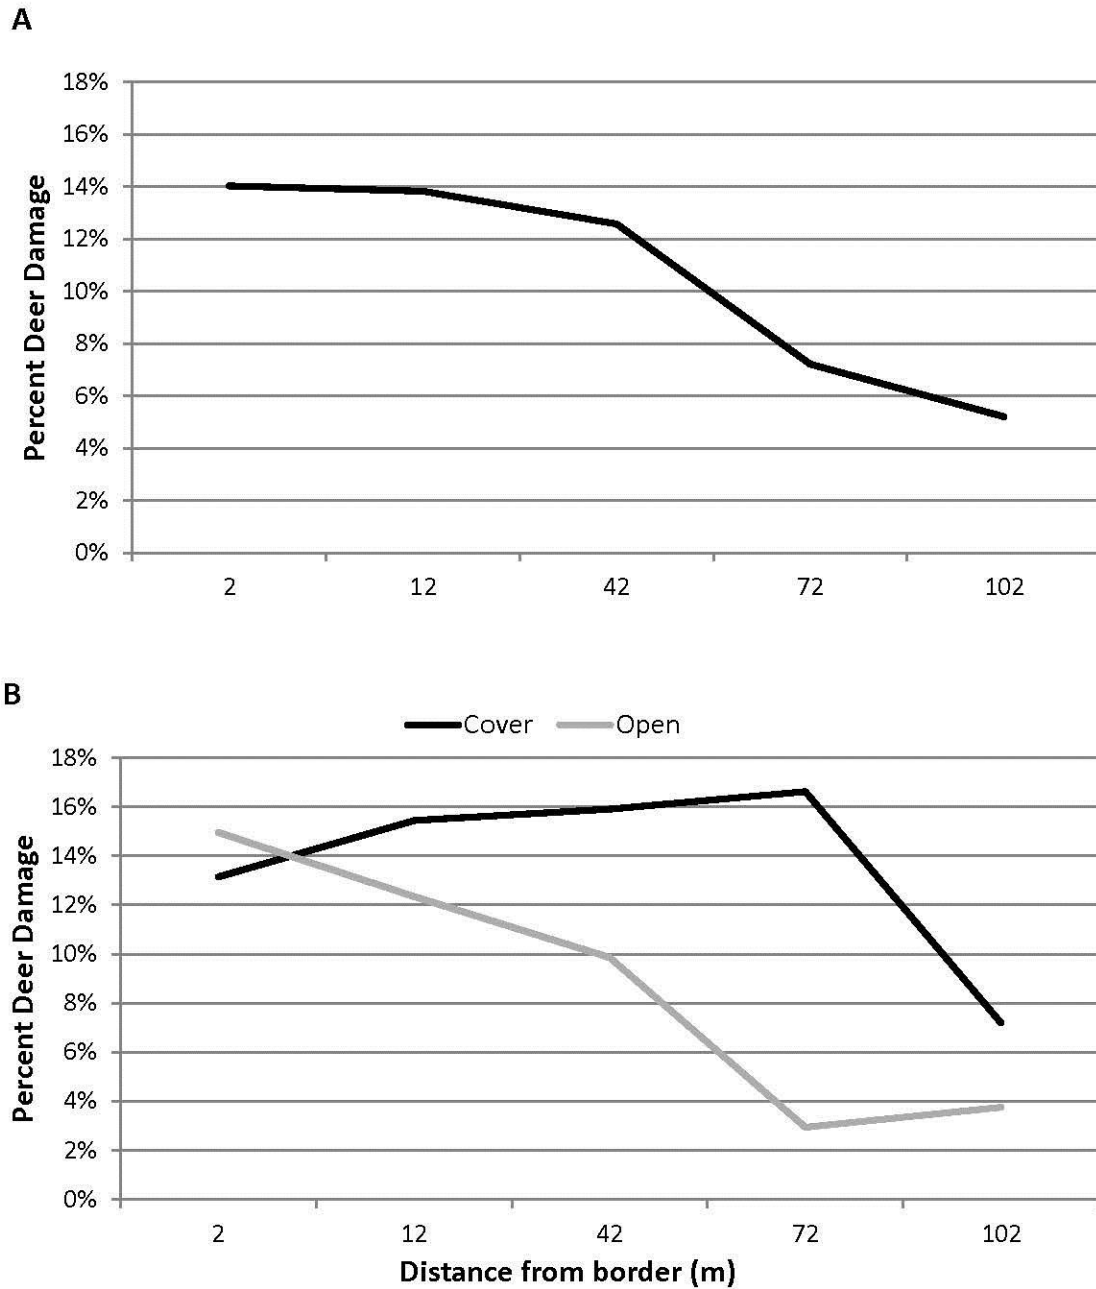 A
18%
16%
14%
12%
10%
8%
6%
4%
2%
0%
Percent Deer Damage
2 12 42 72 102
B
Cover Open
18%
16%
14%
12%
10%
8%
6%
4%
2%
0%
Percent Deer Damage
2 12 42 72 102
Distance from border (m)